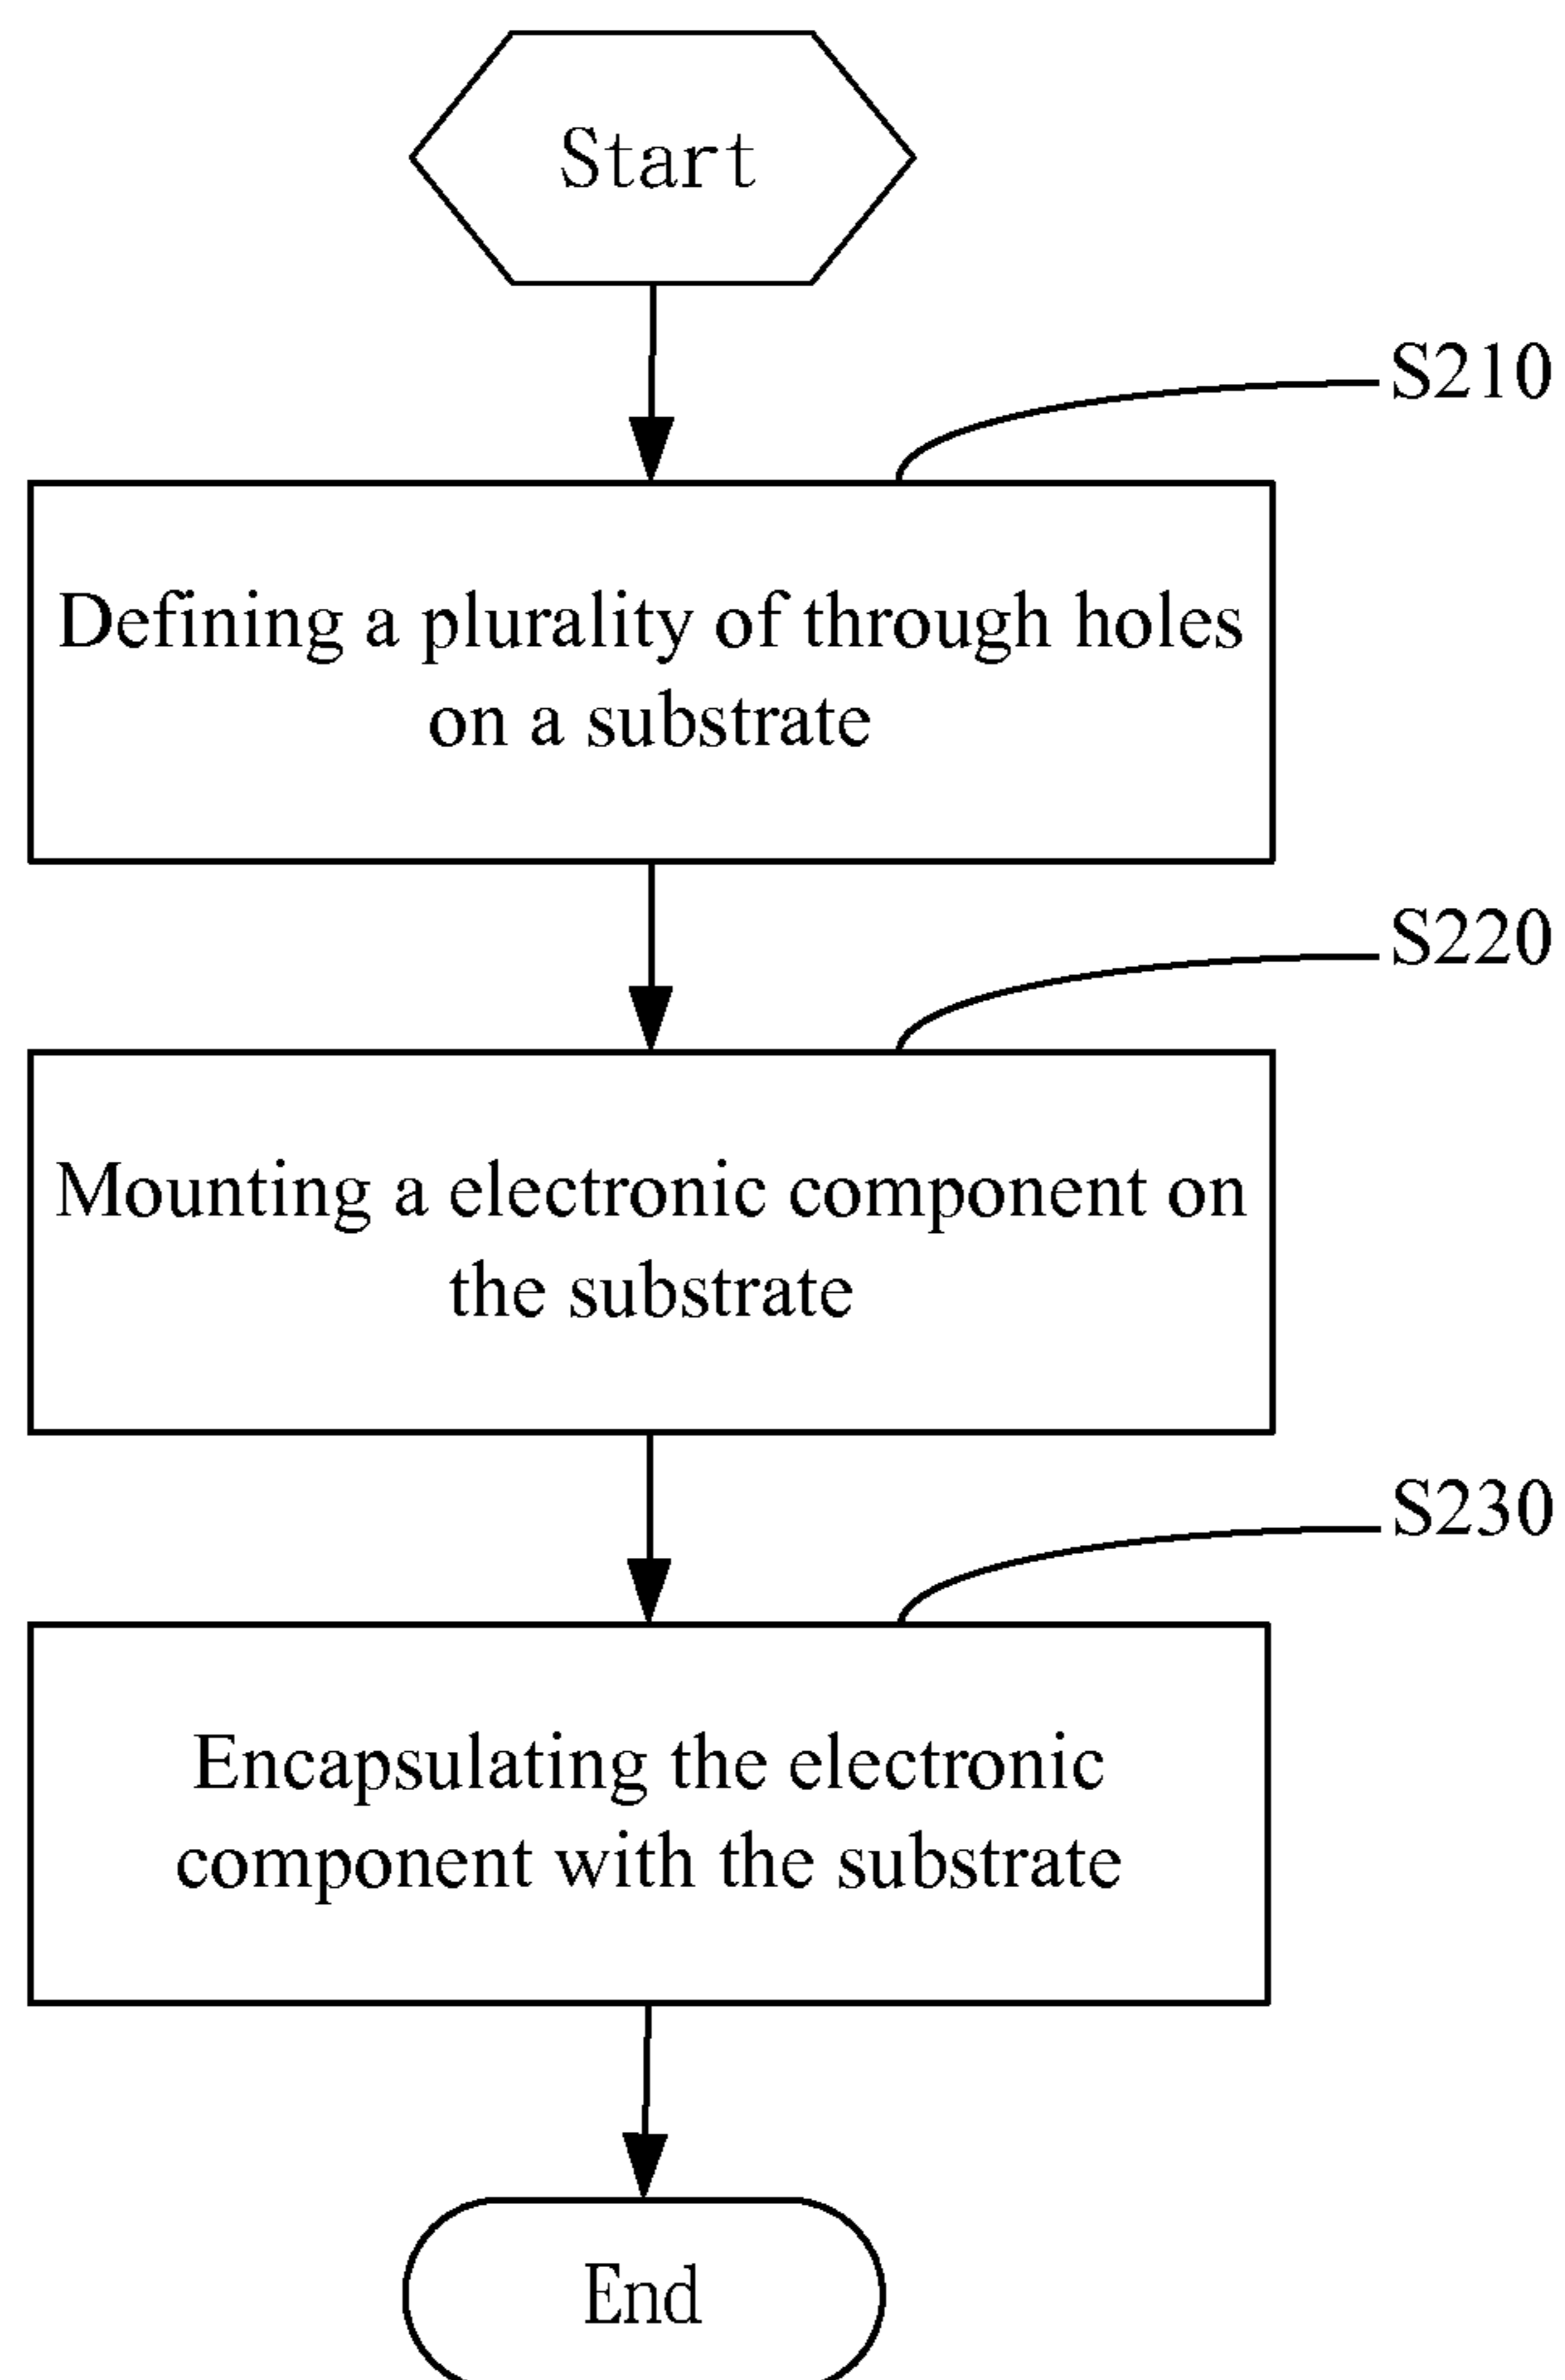 Start
S210
Defining a plurality of through holes
on a substrate
S220
Mounting a electronic component on
the substrate
S230
Encapsulating the electronic
component with the substrate
End